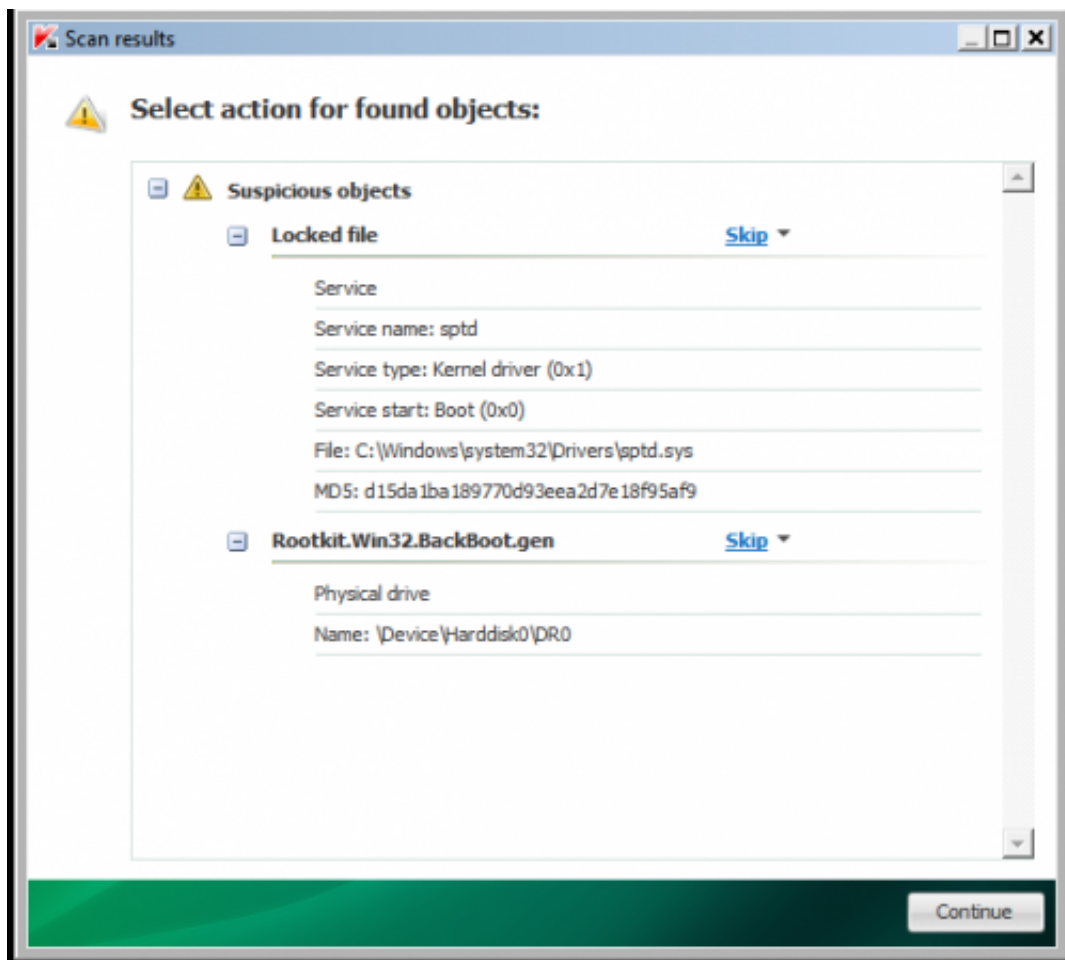 Scan results
Select action for found objects:
Suspicious objects
Locked file Skip
Service
Service name: sptd
Service type: Kernel driver (0x1)
Service start: Boot (0x0)
File: C:\Windows\system32\Drivers\sptd.sys
MD5: d15da1ba189770d93eea2d7e18f95af9
Rootkit.Win32.BackBoot.gen Skip
Physical drive
Name: \Device\Harddisk0\DR0
Continue